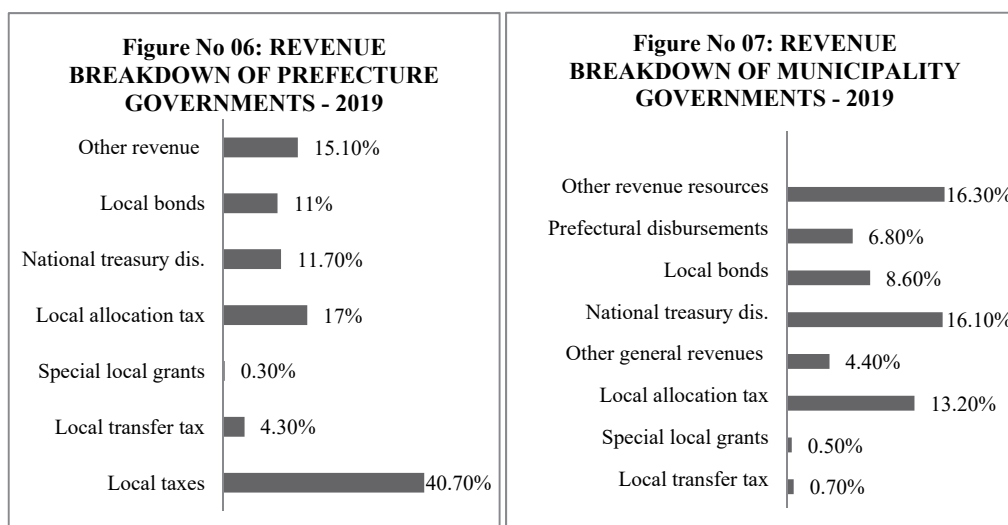 Figure No 06: REVENUE
BREAKDOWN OF PREFECTURE
GOVERNMENTS - 2019
Other revenue 15.10%
Local bonds 11%
National treasury dis. 11.70%
Local allocation tax 17%
Special local grants 0.30%
Local transfer tax 4.30%
Local taxes 40.70%
Figure No 07: REVENUE
BREAKDOWN OF MUNICIPALITY
GOVERNMENTS - 2019
Other revenue resources 16.30%
Prefectural disbursements 6.80%
Local bonds 8.60%
National treasury dis. 16.10%
Other general revenues 4.40%
Local allocation tax 13.20%
Special local grants 0.50%
Local transfer tax 0.70%